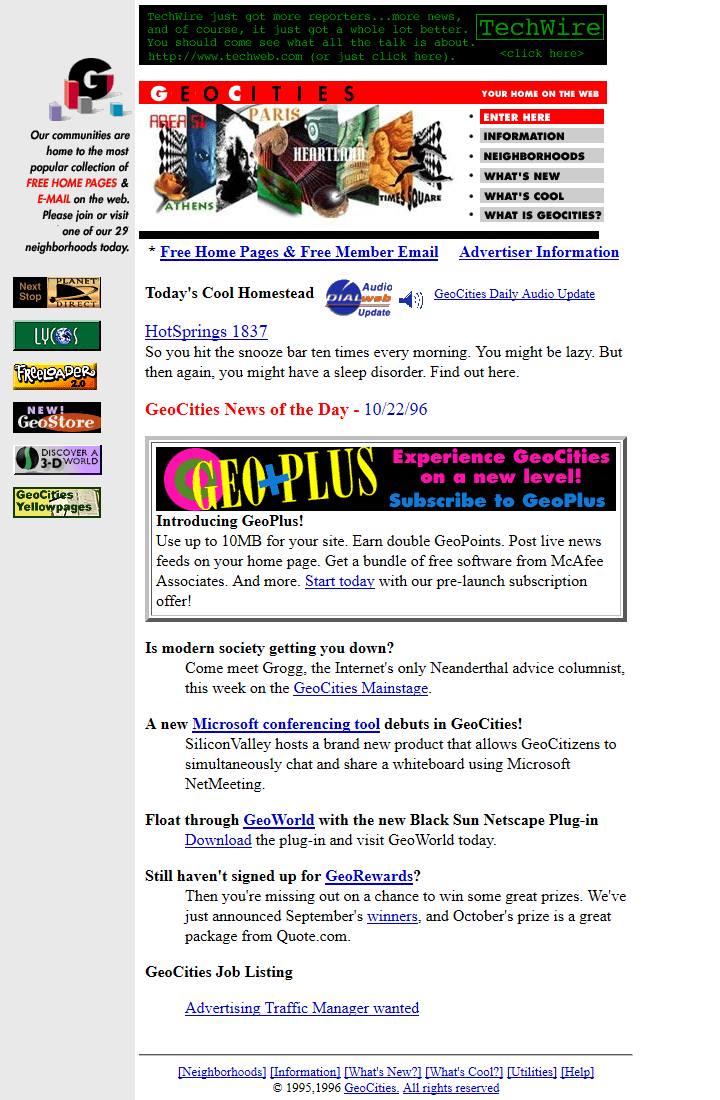 TechWire just got more reporters...more news,
and of course, it just got a whole lot better.
You should come see what all the talk is about.
http://www.techweb.com (or just click here).
TechWire
<click here>
G
Our communities are
home to the most
popular collection of
FREE HOME PAGES &
E-MAIL on the web.
Please join or visit
one of our 29
neighborhoods today.
Next
Stop
PLANET
DIRECT
LYCOS
FREELOADER
2.0
NEW!
GeoStore
DISCOVER A
3-D WORLD
GeoCities
Yellowpages
GEOCITIES
YOUR HOME ON THE WEB
AREA 51
PARIS
HEARTLAND
ATHENS
TIMES SQUARE
• ENTER HERE
• INFORMATION
• NEIGHBORHOODS
• WHAT'S NEW
• WHAT'S COOL
• WHAT IS GEOCITIES?
* Free Home Pages & Free Member Email Advertiser Information
Today's Cool Homestead
Audio
DIALweb
Update
GeoCities Daily Audio Update
HotSprings 1837
So you hit the snooze bar ten times every morning. You might be lazy. But
then again, you might have a sleep disorder. Find out here.
GeoCities News of the Day - 10/22/96
GEO+PLUS
Experience GeoCities
on a new level!
Subscribe to GeoPlus
Introducing GeoPlus!
Use up to 10MB for your site. Earn double GeoPoints. Post live news
feeds on your home page. Get a bundle of free software from McAfee
Associates. And more. Start today with our pre-launch subscription
offer!
Is modern society getting you down?
Come meet Grogg, the Internet's only Neanderthal advice columnist,
this week on the GeoCities Mainstage.
A new Microsoft conferencing tool debuts in GeoCities!
SiliconValley hosts a brand new product that allows GeoCitizens to
simultaneously chat and share a whiteboard using Microsoft
NetMeeting.
Float through GeoWorld with the new Black Sun Netscape Plug-in
Download the plug-in and visit GeoWorld today.
Still haven't signed up for GeoRewards?
Then you're missing out on a chance to win some great prizes. We've
just announced September's winners, and October's prize is a great
package from Quote.com.
GeoCities Job Listing
Advertising Traffic Manager wanted
[Neighborhoods] [Information] [What's New?] [What's Cool?] [Utilities] [Help]
© 1995,1996 GeoCities. All rights reserved